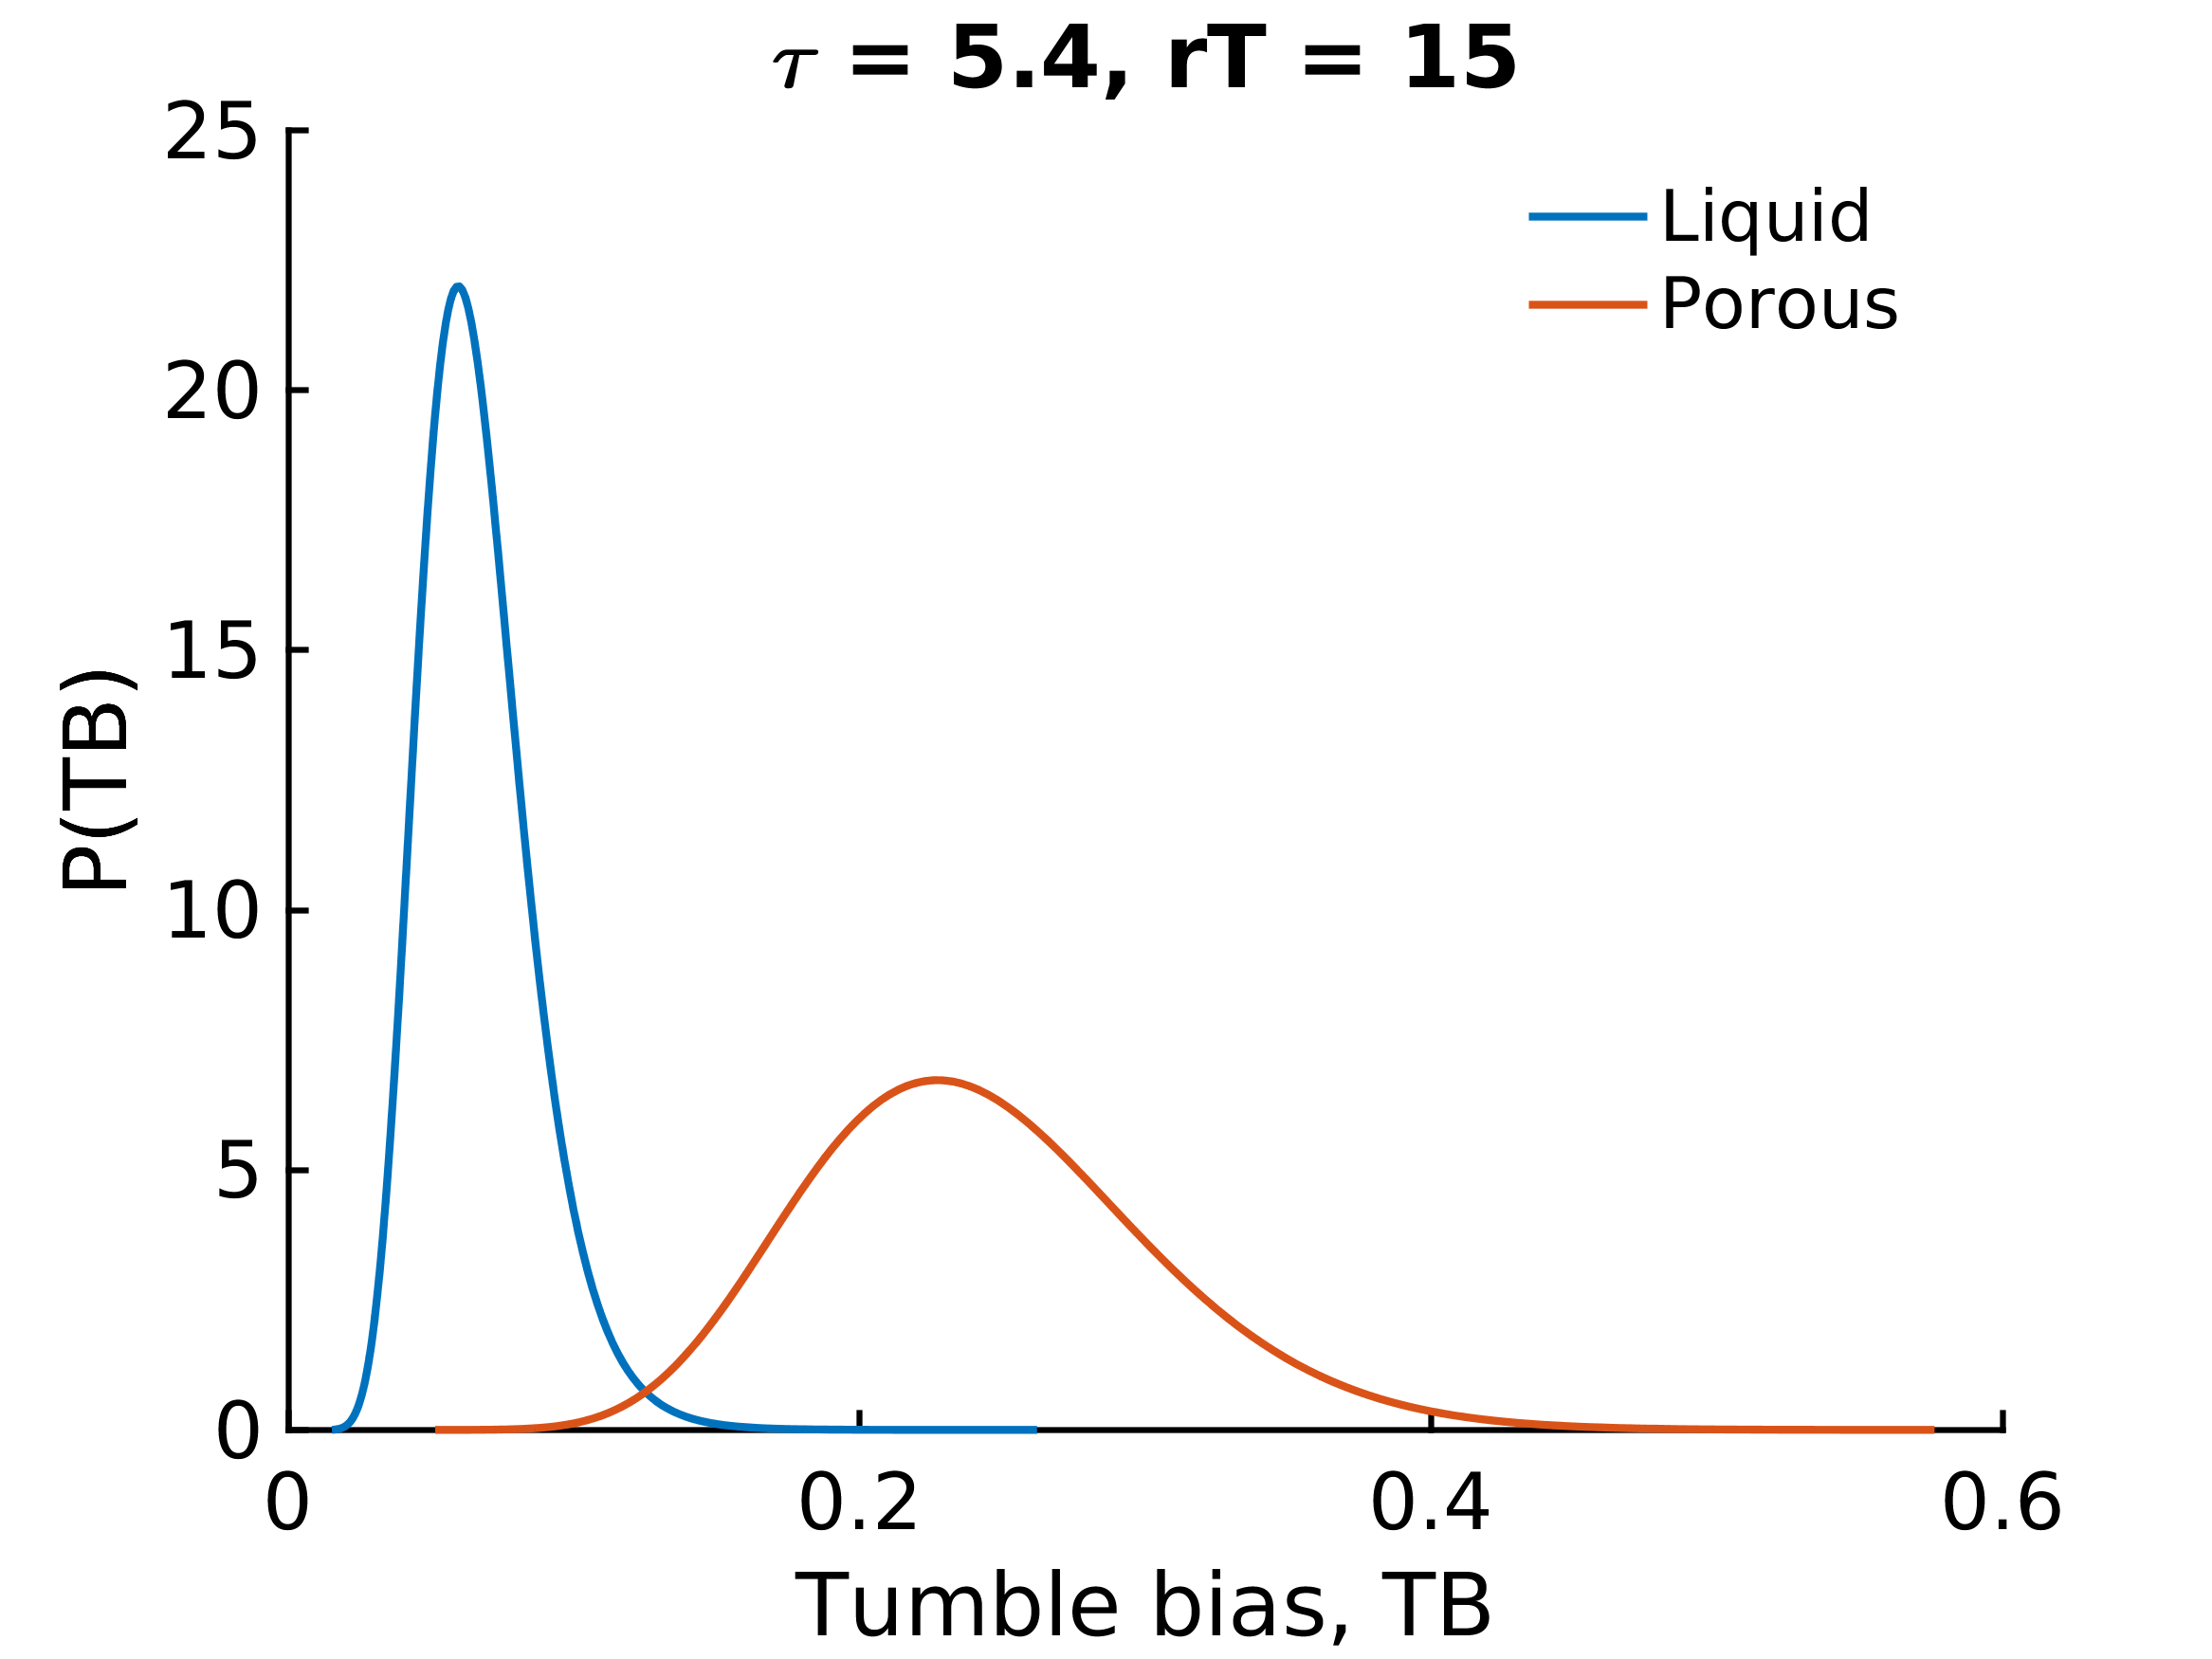 τ = 5.4, rT = 15
25
20
15
10
5
0
P(TB)
Liquid
Porous
0 0.2 0.4 0.6
Tumble bias, TB